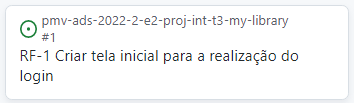 pmv-ads-2022-2-e2-proj-int-t3-my-library
#1
RF-1 Criar tela inicial para a realização do
login